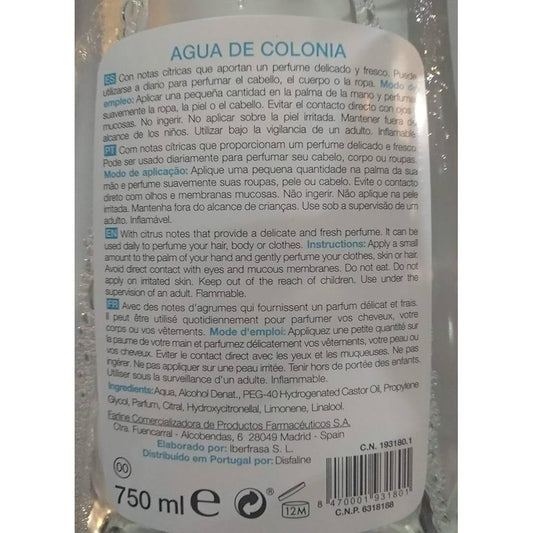 AGUA DE COLONIA
ES Con notas cítricas que aportan un perfume delicado y fresco. Puede
utilizarse a diario para perfumar el cabello, el cuerpo o la ropa. Modo de
empleo: Aplicar una pequeña cantidad en la palma de la mano y perfumar
suavemente la ropa, la piel o el cabello. Evitar el contacto directo con ojos y
mucosas. No ingerir. No aplicar sobre la piel irritada. Mantener fuera del
alcance de los niños. Utilizar bajo la vigilancia de un adulto. Inflamable.
PT Com notas cítricas que proporcionam um perfume delicado e fresco.
Pode ser usado diariamente para perfumar seu cabelo, corpo ou roupas.
Modo de aplicação: Aplique uma pequena quantidade na palma da sua
mão e perfume suavemente suas roupas, pele ou cabelo. Evite o contacto
direto com olhos e membranas mucosas. Não ingerir. Não aplique na pele
irritada. Mantenha fora do alcance de crianças. Use sob a supervisão de um
adulto. Inflamável.
EN With citrus notes that provide a delicate and fresh perfume. It can be
used daily to perfume your hair, body or clothes. Instructions: Apply a small
amount to the palm of your hand and gently perfume your clothes, skin or hair.
Avoid direct contact with eyes and mucous membranes. Do not eat. Do not
apply on irritated skin. Keep out of the reach of children. Use under the
supervision of an adult. Flammable.
FR Avec des notes d'agrumes qui fournissent un parfum délicat et frais.
Il peut être utilisé quotidiennement pour perfumer vos cheveux, votre
corps ou vos vêtements. Mode d'emploi: Appliquez une petite quantité sur
la paume de votre main et parfumez délicatement vos vêtements, votre peau ou
vos cheveux. Eviter le contact direct avec les yeux et les muqueuses. Ne pas
ingérer. Ne pas appliquer sur une peau irritée. Tenir hors de portée des enfants.
Utiliser sous la surveillance d'un adulte. Inflammable.
Ingredients: Aqua, Alcohol Denat., PEG-40 Hydrogenated Castor Oil, Propylene
Glycol, Parfum, Citral, Hydroxycitronellal, Limonene, Linalool.
Farline Comercializadora de Productos Farmacéuticos S.A.
Ctra. Fuencarral - Alcobendas, 6 28049 Madrid - Spain
Elaborado por: Iberfrasa S. L.
Distribuído em Portugal por: Disfaline
C.N. 193180.1
00
750 ml e
12M
8 470001 931801
C.N.P. 6318188